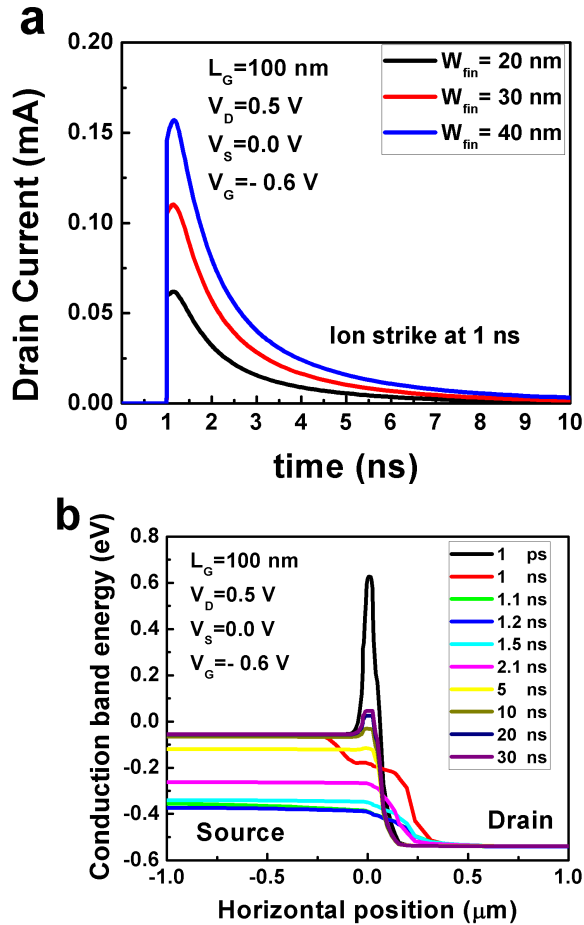 a
0.20
0.15
0.10
0.05
0.00
Drain Current (mA)
L_G=100 nm
V_D=0.5 V
V_S=0.0 V
V_G=- 0.6 V
W_fin= 20 nm
W_fin= 30 nm
W_fin= 40 nm
Ion strike at 1 ns
0 1 2 3 4 5 6 7 8 9 10
time (ns)
b
0.8
0.6
0.4
0.2
0.0
-0.2
-0.4
-0.6
Conduction band energy (eV)
L_G=100 nm
V_D=0.5 V
V_S=0.0 V
V_G=- 0.6 V
1 ps
1 ns
1.1 ns
1.2 ns
1.5 ns
2.1 ns
5 ns
10 ns
20 ns
30 ns
Source
Drain
-1.0 -0.5 0.0 0.5 1.0
Horizontal position (μm)